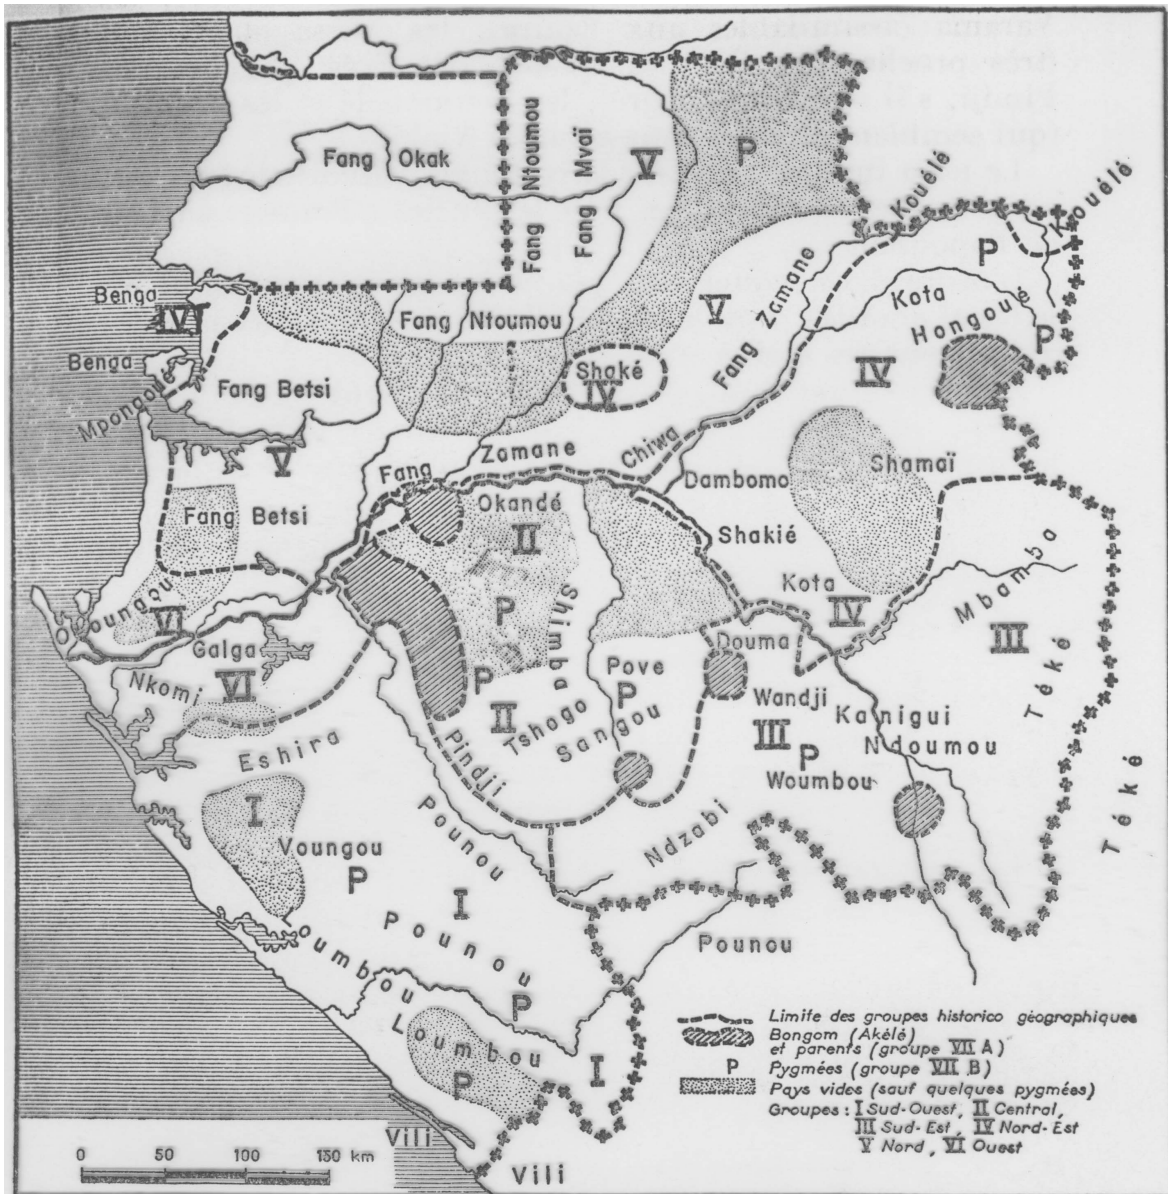 Fang Okak
Fang Ntoumou
Fang Mvaï
V
P
Kouélé
Kouélé
P
Benga
IV
Fang Ntoumou
V
Fang Zamane
Kota
Hongoué
P
Benga
Mpongoué
Fang Betsi
Shaké
IV
IV
V
Fang Zamane
Chiwa
Dambomo
Shamaï
Fang Betsi
Okandé
II
Shakié
Kota
IV
Mbamba
III
Téké
VI
Galga
Nkomi
VI
P
Shimba
Douma
Pove
P
P
II
Tshogo
Sangou
Wandji
III
P
Kanigui
Ndoumou
Woumbou
Téké
Eshira
Pindji
I
Pounou
Ndzabi
Voungou
P
I
Pounou
P
Pounou
Loumbou
Loumbou
P
I
Vili
Vili
Limite des groupes historico géographiques
Bongom (Akélé)
et parents (groupe VII A)
P Pygmées (groupe VII B)
Pays vides (sauf quelques pygmées)
Groupes : I Sud-Ouest, II Central,
III Sud-Est, IV Nord-Est
V Nord, VI Ouest
0 50 100 150 km